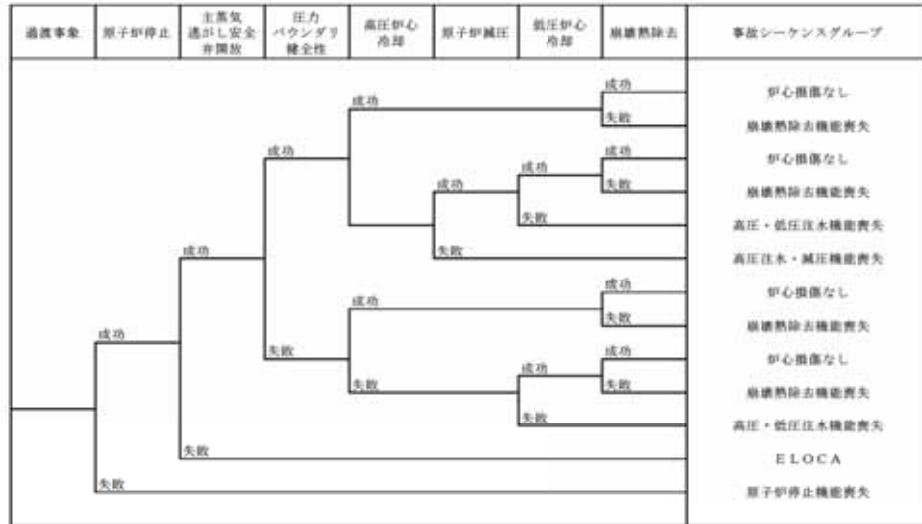 過渡事象
原子炉停止
主蒸気
逃がし安全
弁開放
圧力
バウンダリ
健全性
高圧炉心
冷却
原子炉減圧
低圧炉心
冷却
崩壊熱除去
事故シーケンスグループ
成功
炉心損傷なし
成功
失敗
崩壊熱除去機能喪失
成功
成功
炉心損傷なし
成功
成功
失敗
崩壊熱除去機能喪失
失敗
高圧・低圧注水機能喪失
成功
失敗
高圧注水・減圧機能喪失
成功
炉心損傷なし
成功
失敗
崩壊熱除去機能喪失
成功
失敗
成功
炉心損傷なし
成功
失敗
失敗
崩壊熱除去機能喪失
失敗
高圧・低圧注水機能喪失
失敗
ELOCA
失敗
原子炉停止機能喪失